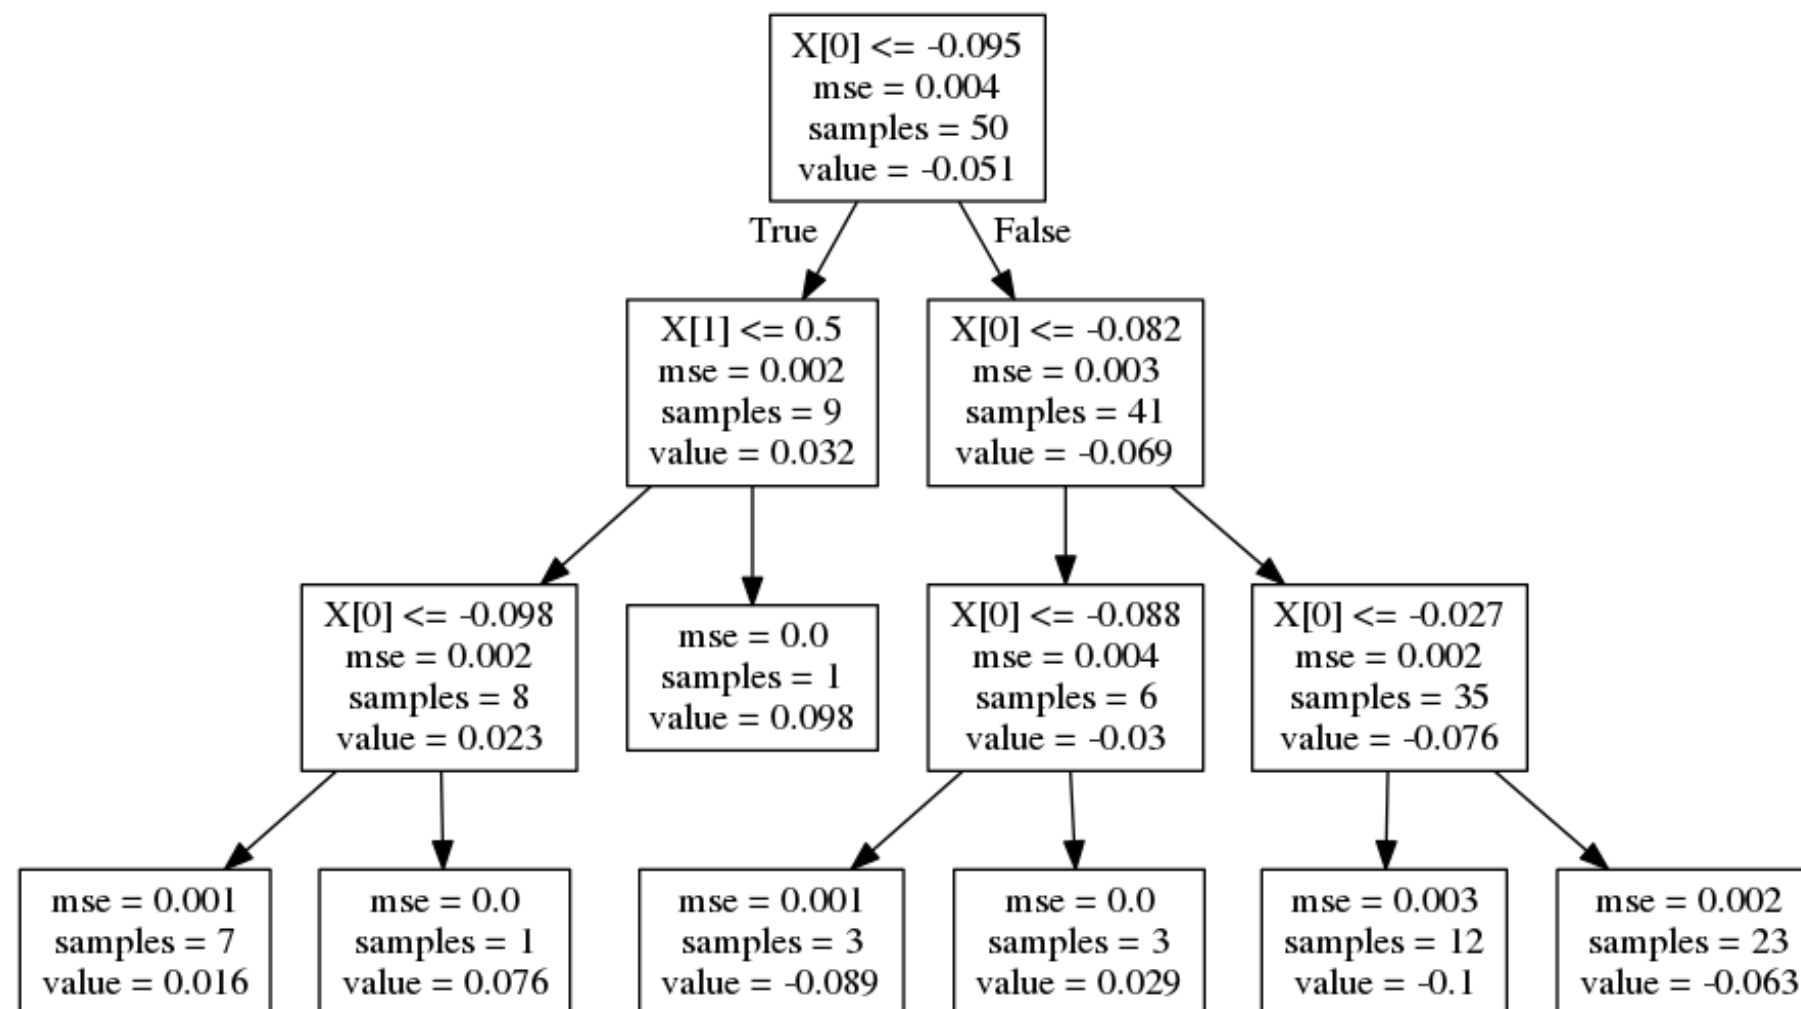 X[0] <= -0.095
mse = 0.004
samples = 50
value = -0.051
True
False
X[1] <= 0.5
mse = 0.002
samples = 9
value = 0.032
X[0] <= -0.082
mse = 0.003
samples = 41
value = -0.069
X[0] <= -0.098
mse = 0.002
samples = 8
value = 0.023
mse = 0.0
samples = 1
value = 0.098
X[0] <= -0.088
mse = 0.004
samples = 6
value = -0.03
X[0] <= -0.027
mse = 0.002
samples = 35
value = -0.076
mse = 0.001
samples = 7
value = 0.016
mse = 0.0
samples = 1
value = 0.076
mse = 0.001
samples = 3
value = -0.089
mse = 0.0
samples = 3
value = 0.029
mse = 0.003
samples = 12
value = -0.1
mse = 0.002
samples = 23
value = -0.063